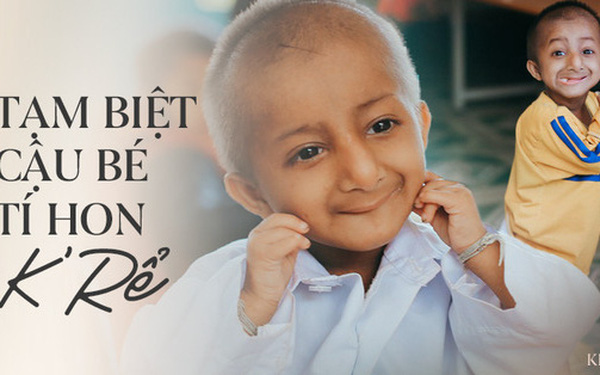 TẠM BIỆT
CẬU BÉ
TÍ HON
K'Rể